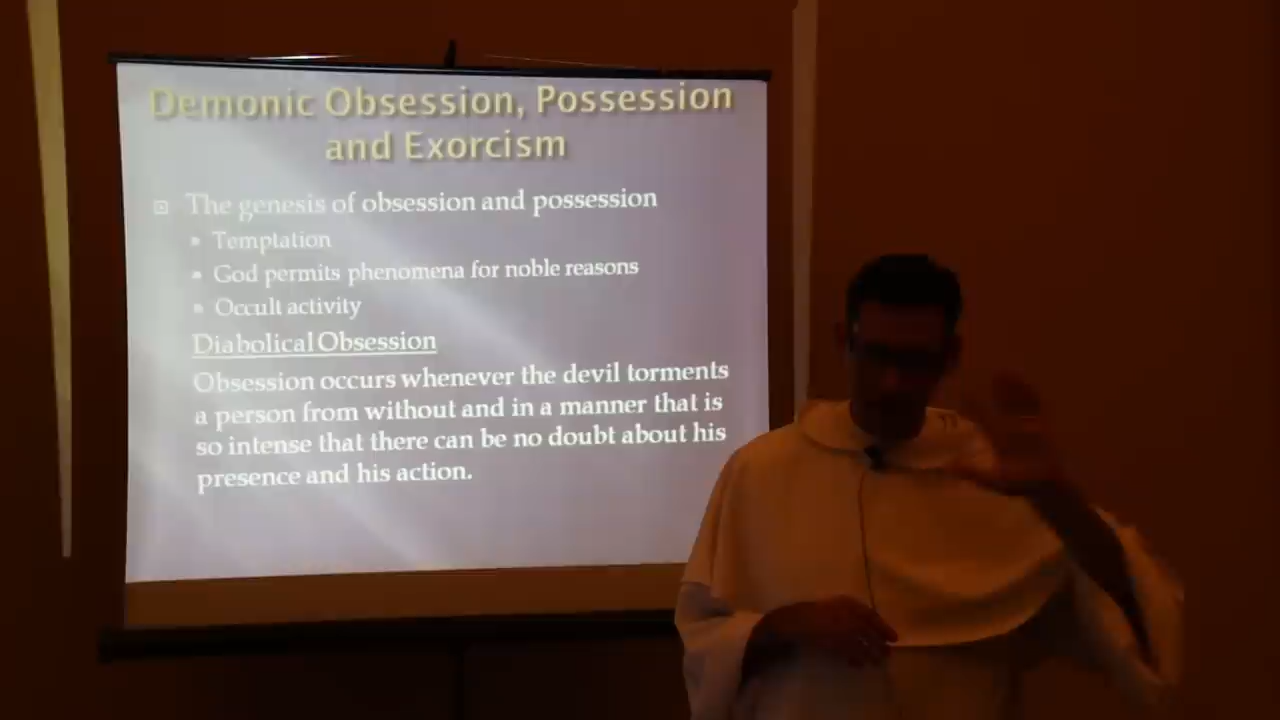 Demonic Obsession, Possession
and Exorcism
The genesis of obsession and possession
Temptation
God permits phenomena for noble reasons
Occult activity
Diabolical Obsession
Obsession occurs whenever the devil torments
a person from without and in a manner that is
so intense that there can be no doubt about his
presence and his action.